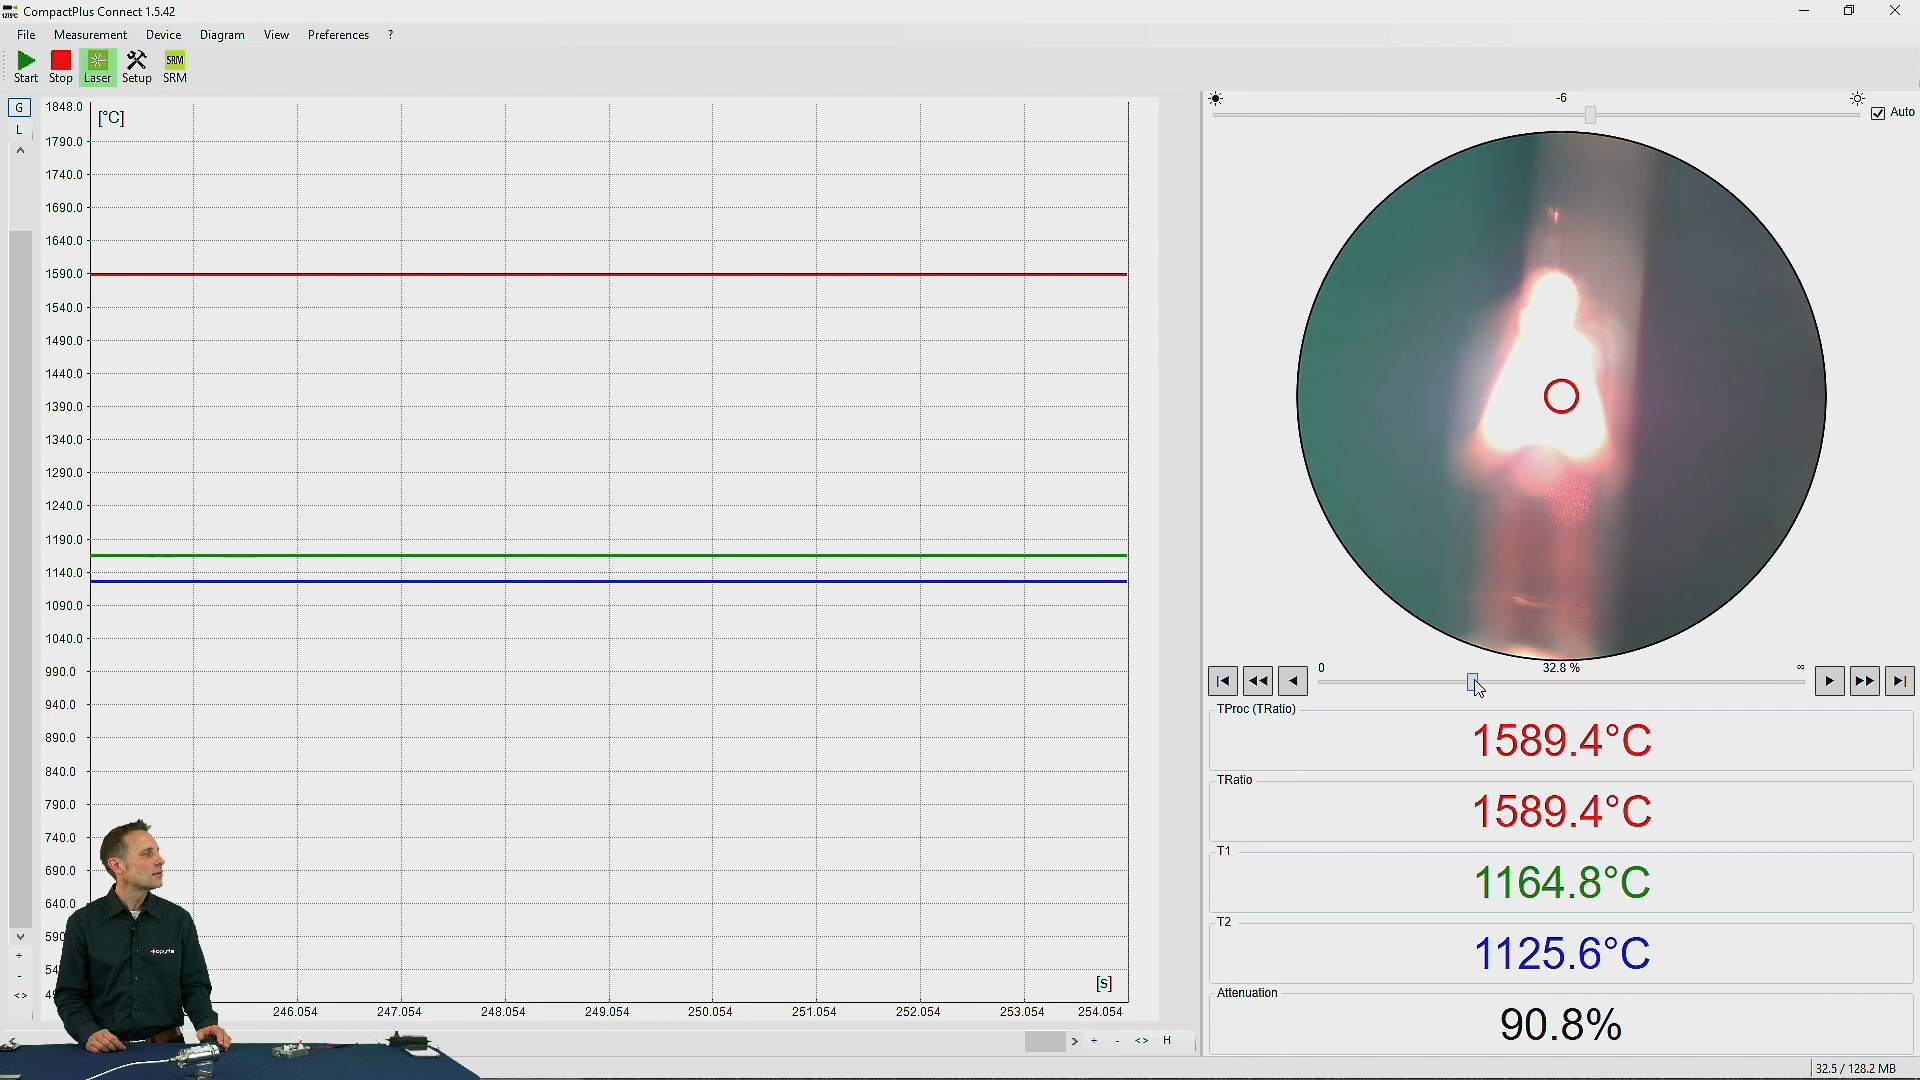 1275°C CompactPlus Connect 1.5.42
File Measurement Device Diagram View Preferences ?
SRM
Start Stop Laser Setup SRM
G
L
[°C]
1848.0
1790.0
1740.0
1690.0
1640.0
1590.0
1540.0
1490.0
1440.0
1390.0
1340.0
1290.0
1240.0
1190.0
1140.0
1090.0
1040.0
990.0
940.0
890.0
840.0
790.0
740.0
690.0
640.0
590
54
49
[s]
246.054 247.054 248.054 249.054 250.054 251.054 252.054 253.054 254.054
> + - <> H
+
-
<>
-6
Auto
0 32.8 % ∞
TProc (TRatio)
1589.4°C
TRatio
1589.4°C
T1
1164.8°C
T2
1125.6°C
Attenuation
90.8%
32.5 / 128.2 MB